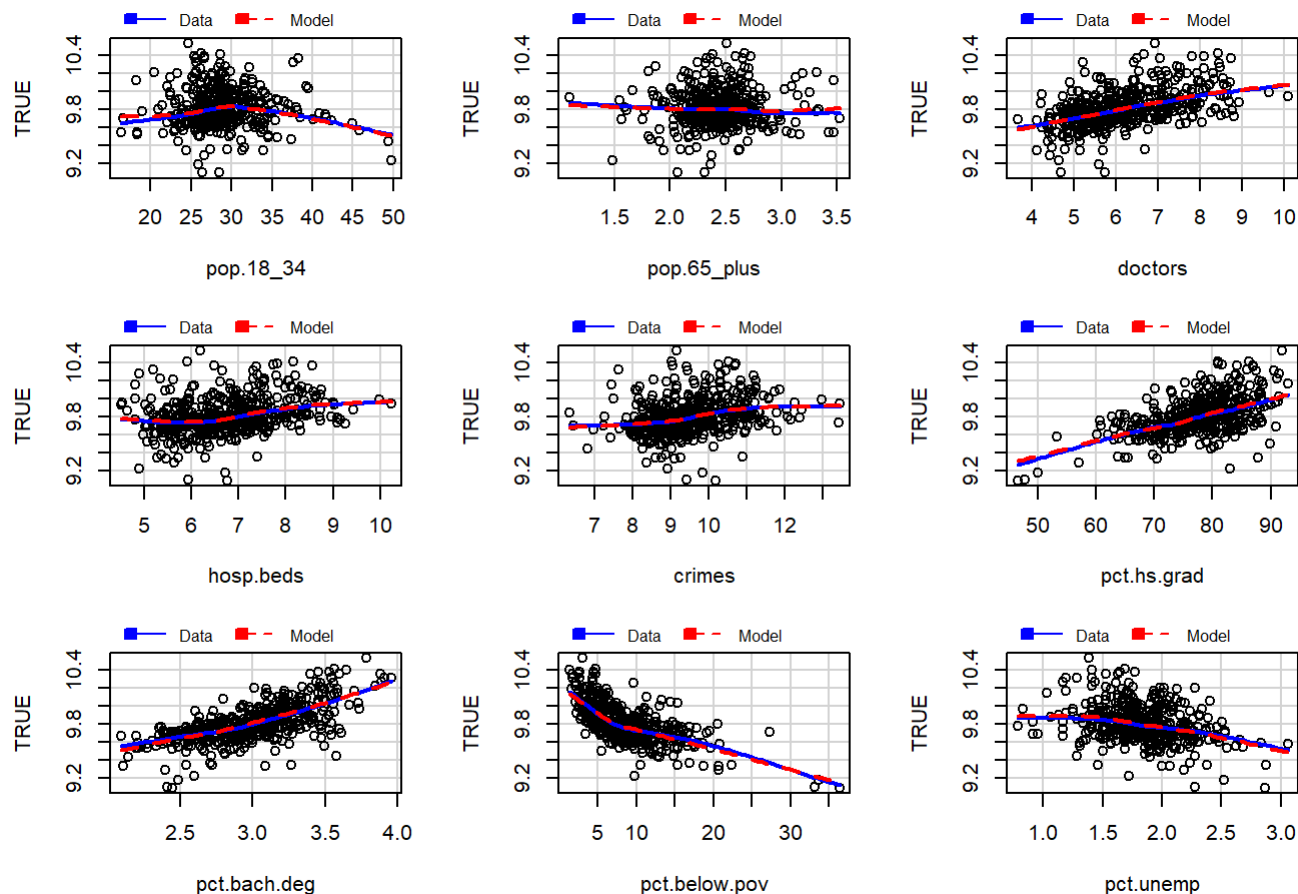 Data Model Data Model Data Model
TRUE 9.2 9.8 10.4 TRUE 9.2 9.8 10.4 TRUE 9.2 9.8 10.4
20 25 30 35 40 45 50 1.5 2.0 2.5 3.0 3.5 4 5 6 7 8 9 10
pop.18_34 pop.65_plus doctors
Data Model Data Model Data Model
TRUE 9.2 9.8 10.4 TRUE 9.2 9.8 10.4 TRUE 9.2 9.8 10.4
5 6 7 8 9 10 7 8 9 10 12 50 60 70 80 90
hosp.beds crimes pct.hs.grad
Data Model Data Model Data Model
TRUE 9.2 9.8 10.4 TRUE 9.2 9.8 10.4 TRUE 9.2 9.8 10.4
2.5 3.0 3.5 4.0 5 10 20 30 1.0 1.5 2.0 2.5 3.0
pct.bach.deg pct.below.pov pct.unemp